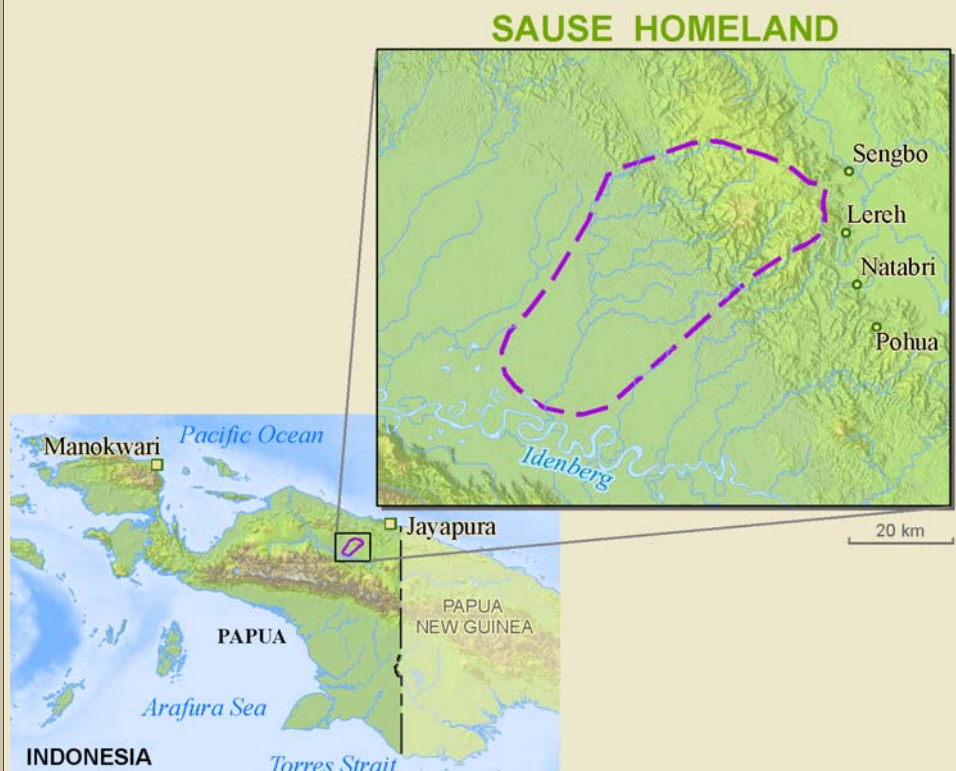 SAUSE HOMELAND
Sengbo
Lereh
Natabri
Pohua
Idenberg
20 km
Manokwari
Pacific Ocean
Jayapura
PAPUA
NEW GUINEA
PAPUA
Arafura Sea
INDONESIA
Torres Strait